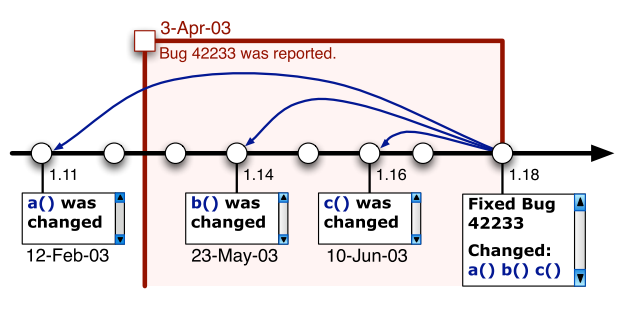 3-Apr-03
Bug 42233 was reported.
1.11
1.14
1.16
1.18
a() was
changed
b() was
changed
c() was
changed
Fixed Bug
42233
Changed:
a() b() c()
12-Feb-03
23-May-03
10-Jun-03